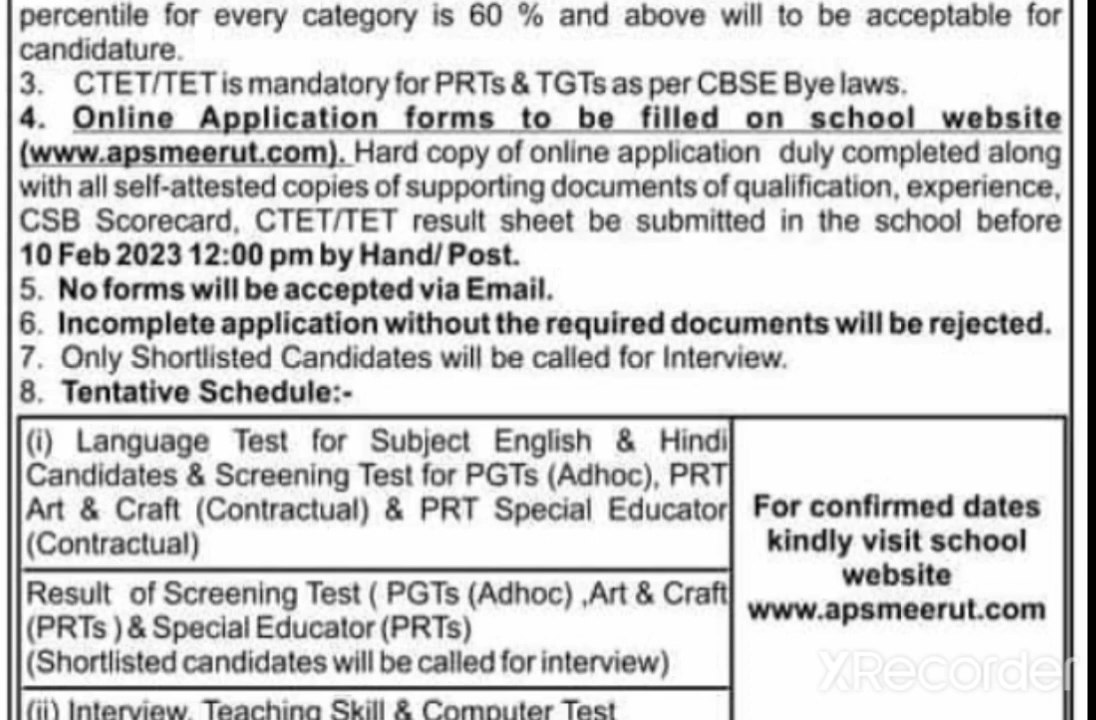 percentile for every category is 60 % and above will to be acceptable for
candidature.
3. CTET/TET is mandatory for PRTs & TGTs as per CBSE Bye laws.
4. Online Application forms to be filled on school website
(www.apsmeerut.com). Hard copy of online application duly completed along
with all self-attested copies of supporting documents of qualification, experience,
CSB Scorecard, CTET/TET result sheet be submitted in the school before
10 Feb 2023 12:00 pm by Hand/ Post.
5. No forms will be accepted via Email.
6. Incomplete application without the required documents will be rejected.
7. Only Shortlisted Candidates will be called for Interview.
8. Tentative Schedule:-
(i) Language Test for Subject English & Hindi
Candidates & Screening Test for PGTs (Adhoc), PRT
Art & Craft (Contractual) & PRT Special Educator
(Contractual)
Result of Screening Test ( PGTs (Adhoc) ,Art & Craft
(PRTs ) & Special Educator (PRTs)
(Shortlisted candidates will be called for interview)
(ii) Interview, Teaching Skill & Computer Test
For confirmed dates
kindly visit school
website
www.apsmeerut.com
XRecorder